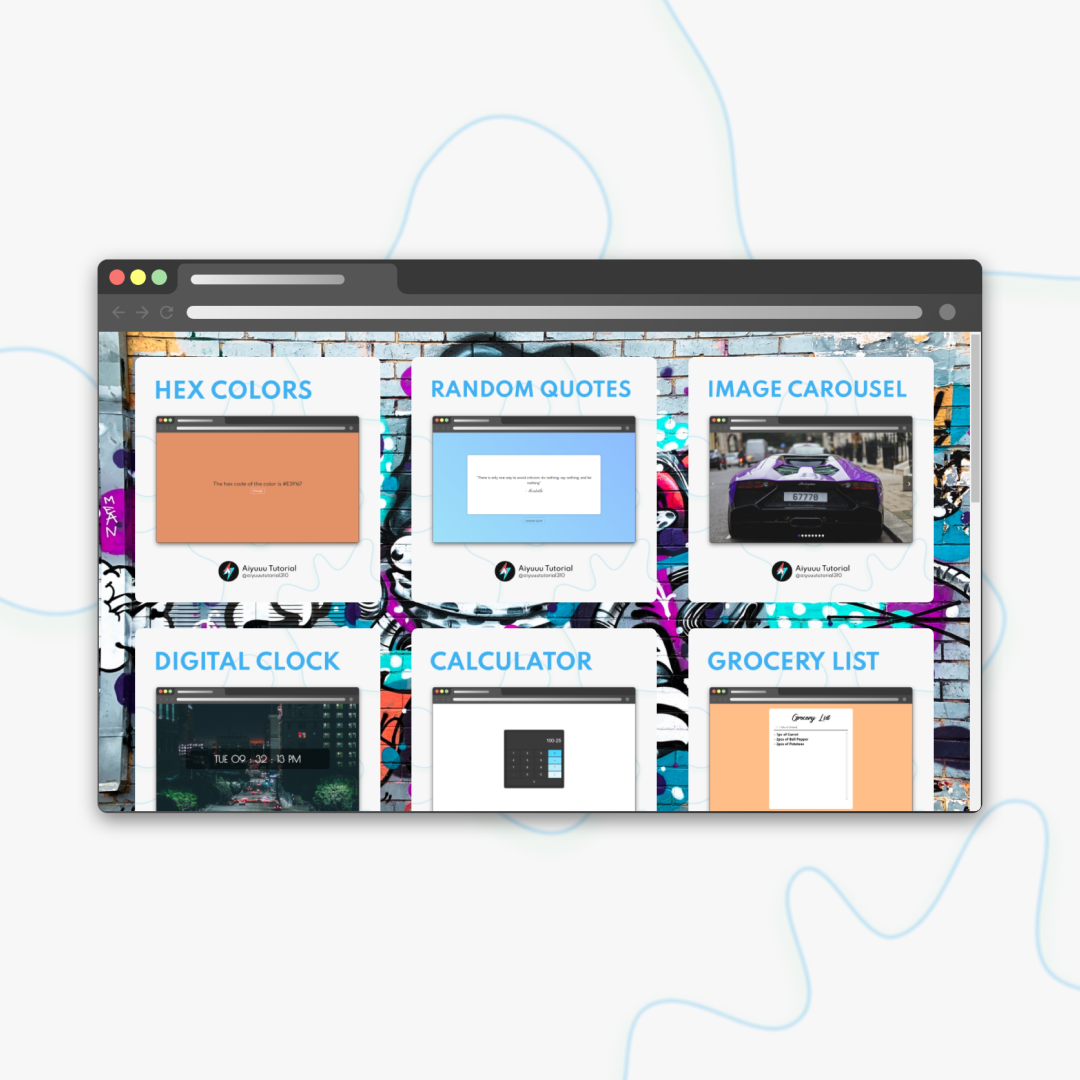 HEX COLORS
RANDOM QUOTES
IMAGE CAROUSEL
The hex code of the color is #E39167
"There is only one way to avoid criticism: do nothing, say nothing, and be
nothing"
- Aristotle
67778
Aiyuuu Tutorial
@aiyuuututorial310
Aiyuuu Tutorial
@aiyuuututorial310
Aiyuuu Tutorial
@aiyuuututorial310
MEAN
DIGITAL CLOCK
CALCULATOR
GROCERY LIST
TUE 09 : 32 : 13 PM
100-25
Grocery List
1pc of Carrot
2pcs of Bell Pepper
2pcs of Potatoes